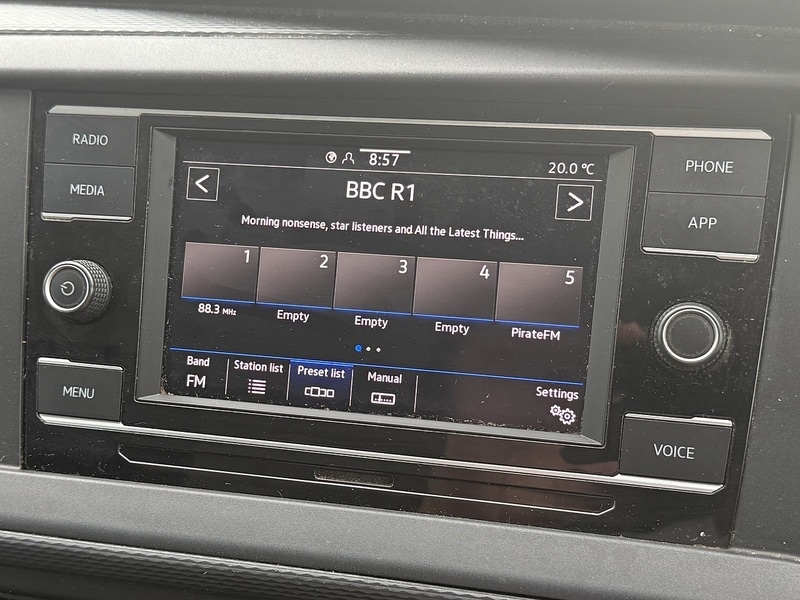 RADIO
MEDIA
MENU
8:57
20.0 °C
<
BBC R1
>
Morning nonsense, star listeners and All the Latest Things...
1
2
3
4
5
88.3 MHz
Empty
Empty
Empty
PirateFM
Band
FM
Station list
Preset list
Manual
Settings
PHONE
APP
VOICE